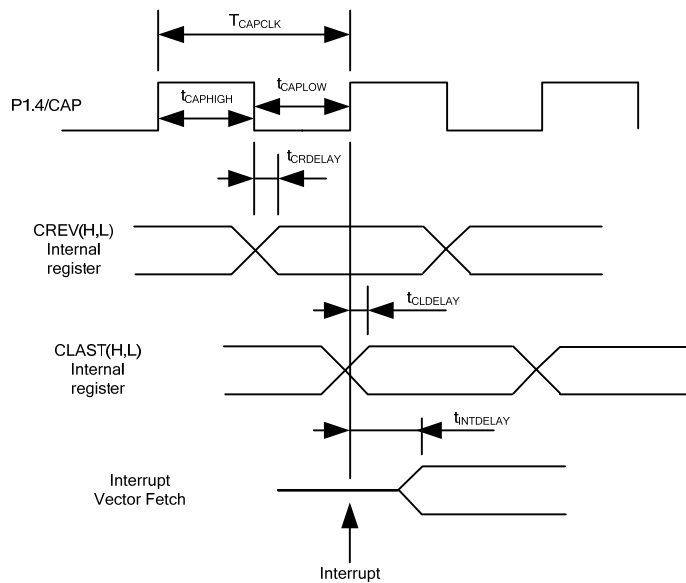 TCAPCLK
P1.4/CAP
tCAPHIGH
tCAPLOW
tCRDELAY
CREV(H,L)
Internal
register
tCLDELAY
CLAST(H,L)
Internal
register
tINTDELAY
Interrupt
Vector Fetch
Interrupt